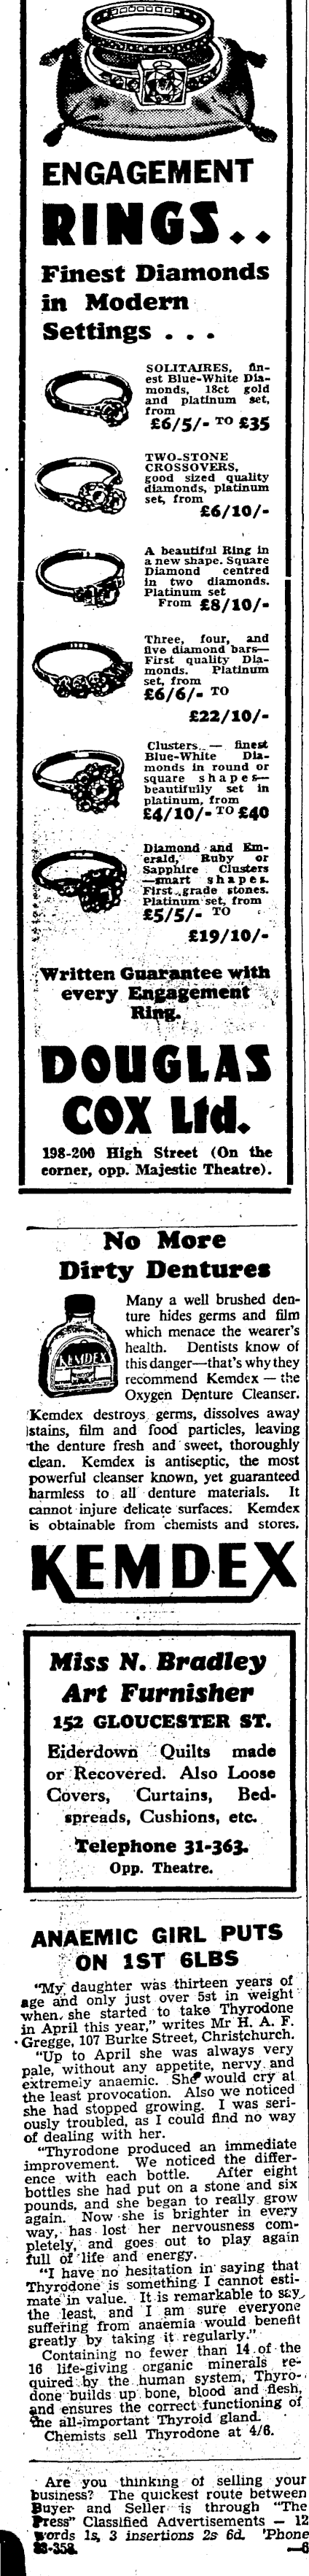 ENGAGEMENT
RINGS..
Finest Diamonds
in Modern
Settings . . .
SOLITAIRES, fin-
est Blue-White Dia-
monds, 18ct gold
and platinum set,
from
£6/5/- TO £35
TWO-STONE
CROSSOVERS,
good sized quality
diamonds, platinum
set, from
£6/10/-
A beautiful Ring in
a new shape. Square
Diamond centred
in two diamonds.
Platinum set
From £8/10/-
Three, four, and
five diamond bars—
First quality Dia-
monds. Platinum
set, from
£6/6/- TO
£22/10/-
Clusters — finest
Blue-White Dia-
monds in round or
square shapes—
beautifully set in
platinum, from
£4/10/- TO £40
Diamond and Em-
erald, Ruby or
Sapphire Clusters
—smart shapes.
First grade stones.
Platinum set, from
£5/5/- TO
£19/10/-
Written Guarantee with
every Engagement
Ring.
DOUGLAS
COX Ltd.
198-200 High Street (On the
corner, opp. Majestic Theatre).
No More
Dirty Dentures
KEMDEX
Many a well brushed den-
ture hides germs and film
which menace the wearer's
health. Dentists know of
this danger—that's why they
recommend Kemdex — the
Oxygen Denture Cleanser.
Kemdex destroys germs, dissolves away
stains, film and food particles, leaving
the denture fresh and sweet, thoroughly
clean. Kemdex is antiseptic, the most
powerful cleanser known, yet guaranteed
harmless to all denture materials. It
cannot injure delicate surfaces. Kemdex
is obtainable from chemists and stores.
KEMDEX
Miss N. Bradley
Art Furnisher
152 GLOUCESTER ST.
Eiderdown Quilts made
or Recovered. Also Loose
Covers, Curtains, Bed-
spreads, Cushions, etc.
Telephone 31-363.
Opp. Theatre.
ANAEMIC GIRL PUTS
ON 1ST 6LBS
"My daughter was thirteen years of
age and only just over 5st in weight
when she started to take Thyrodone
in April this year," writes Mr H. A. F.
Gregge, 107 Burke Street, Christchurch.
"Up to April she was always very
pale, without any appetite, nervy and
extremely anaemic. She would cry at
the least provocation. Also we noticed
she had stopped growing. I was seri-
ously troubled, as I could find no way
of dealing with her.
"Thyrodone produced an immediate
improvement. We noticed the differ-
ence with each bottle. After eight
bottles she had put on a stone and six
pounds, and she began to really grow
again. Now she is brighter in every
way, has lost her nervousness com-
pletely, and goes out to play again
full of life and energy.
"I have no hesitation in saying that
Thyrodone is something I cannot esti-
mate in value. It is remarkable to say
the least, and I am sure everyone
suffering from anaemia would benefit
greatly by taking it regularly."
Containing no fewer than 14 of the
16 life-giving organic minerals re-
quired by the human system, Thyro-
done builds up bone, blood and flesh,
and ensures the correct functioning of
the all-important Thyroid gland.
Chemists sell Thyrodone at 4/6.
Are you thinking of selling your
business? The quickest route between
Buyer and Seller is through "The
Press" Classified Advertisements — 12
words 1s, 3 insertions 2s 6d. 'Phone
33-358. —6